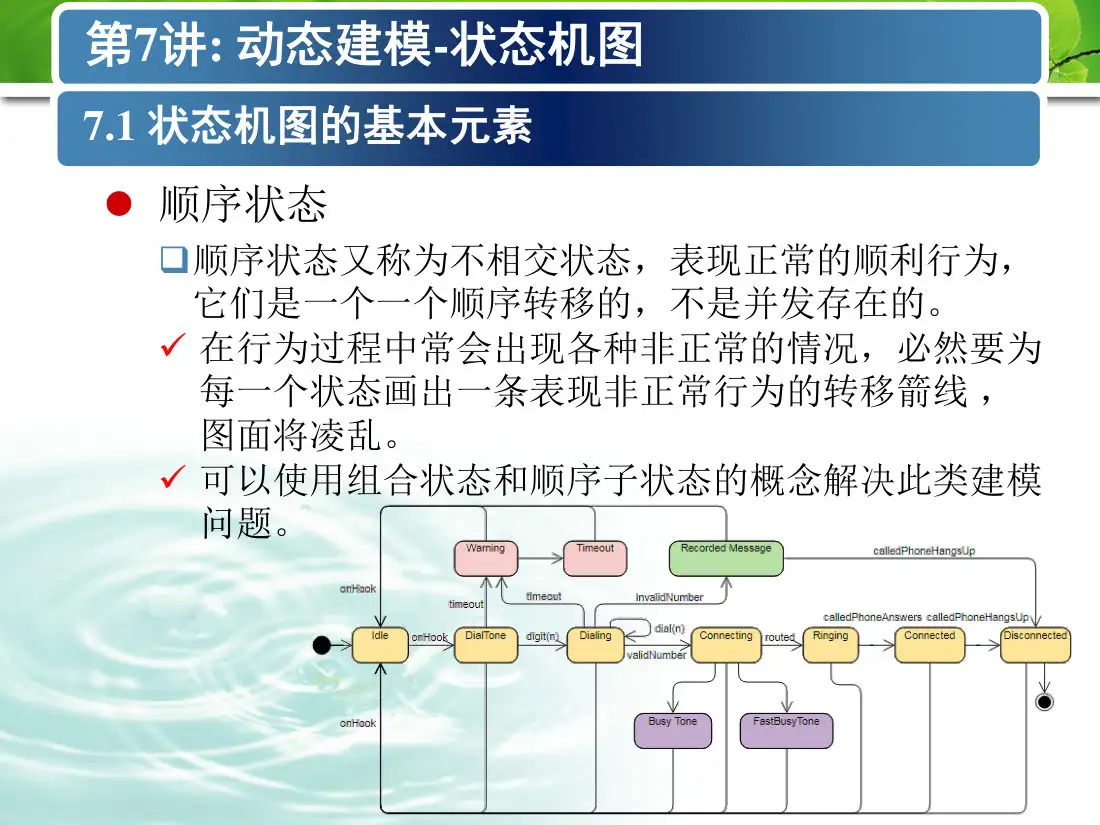 第7讲: 动态建模-状态机图
7.1 状态机图的基本元素
顺序状态
顺序状态又称为不相交状态，表现正常的顺利行为，
它们是一个一个顺序转移的，不是并发存在的。
在行为过程中常会出现各种非正常的情况，必然要为
每一个状态画出一条表现非正常行为的转移箭线 ，
图面将凌乱。
可以使用组合状态和顺序子状态的概念解决此类建模
问题。
Warning
Timeout
Recorded Message
calledPhoneHangsUp
onHook
timeout
timeout
invalidNumber
calledPhoneAnswers
calledPhoneHangsUp
Idle
onHook
DialTone
digit(n)
Dialing
dial(n)
validNumber
Connecting
routed
Ringing
Connected
Disconnected
onHook
Busy Tone
FastBusyTone